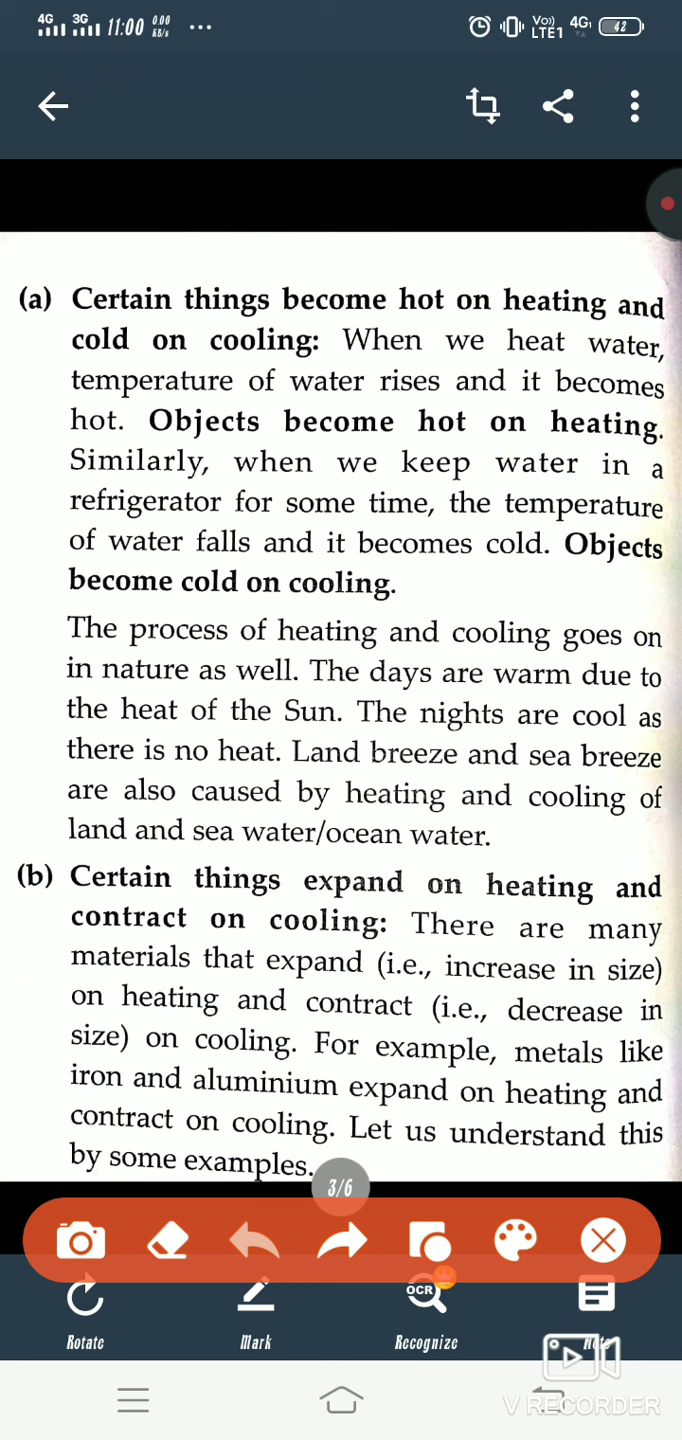 4G 3G 11:00 0.00 KB/s ...
Vo)) LTE1 4G 42
(a) Certain things become hot on heating and
cold on cooling: When we heat water,
temperature of water rises and it becomes
hot. Objects become hot on heating.
Similarly, when we keep water in a
refrigerator for some time, the temperature
of water falls and it becomes cold. Objects
become cold on cooling.
The process of heating and cooling goes on
in nature as well. The days are warm due to
the heat of the Sun. The nights are cool as
there is no heat. Land breeze and sea breeze
are also caused by heating and cooling of
land and sea water/ocean water.
(b) Certain things expand on heating and
contract on cooling: There are many
materials that expand (i.e., increase in size)
on heating and contract (i.e., decrease in
size) on cooling. For example, metals like
iron and aluminium expand on heating and
contract on cooling. Let us understand this
by some examples.
3/6
OCR
Rotate Mark Recognize
V RECORDER